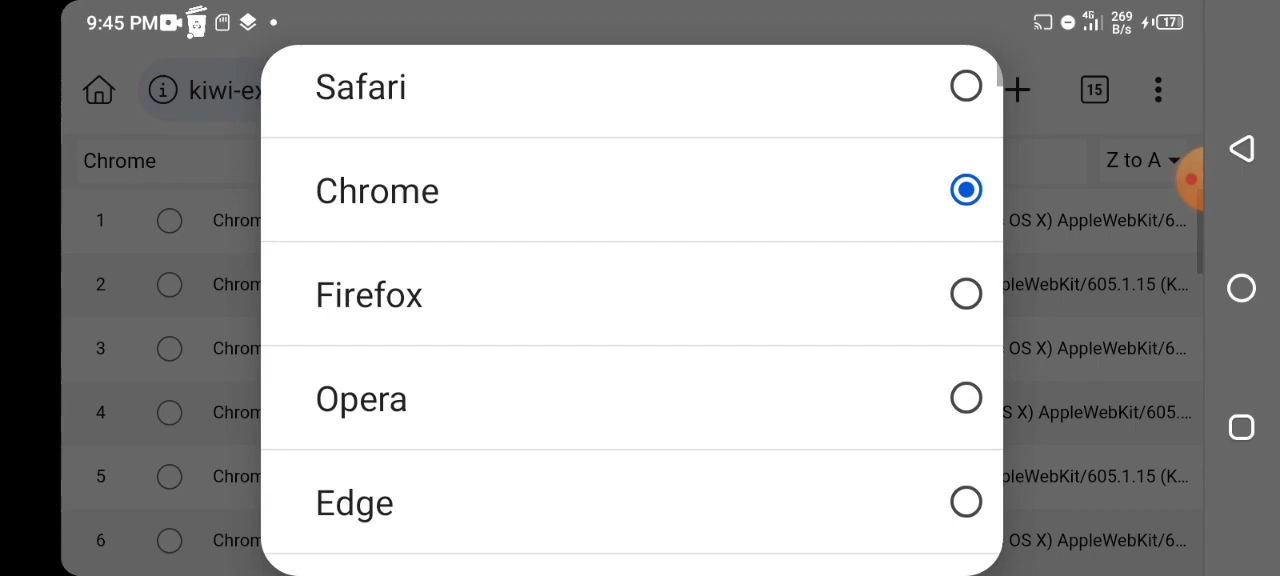 9:45 PM 4G 269 B/s 17
kiwi-ex 15
Safari
Chrome
Firefox
Opera
Edge
Chrome Z to A
1 Chrom OS X) AppleWebKit/6...
2 Chrom pleWebKit/605.1.15 (K...
3 Chrom OS X) AppleWebKit/6...
4 Chrom S X) AppleWebKit/605....
5 Chrom pleWebKit/605.1.15 (K...
6 Chrom OS X) AppleWebKit/6...